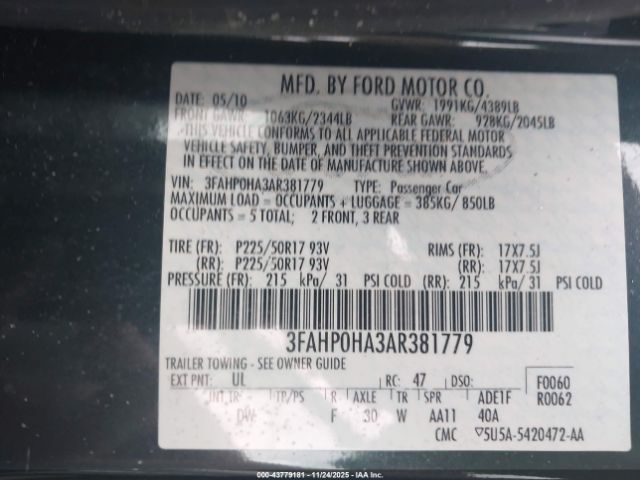 MFD. BY FORD MOTOR CO.
DATE: 05/10 GVWR: 1991KG/4389LB
FRONT GAWR: 1063KG/2344LB REAR GAWR: 928KG/2045LB
THIS VEHICLE CONFORMS TO ALL APPLICABLE FEDERAL MOTOR
VEHICLE SAFETY, BUMPER, AND THEFT PREVENTION STANDARDS
IN EFFECT ON THE DATE OF MANUFACTURE SHOWN ABOVE.
VIN: 3FAHP0HA3AR381779 TYPE: Passenger Car
MAXIMUM LOAD = OCCUPANTS + LUGGAGE = 385KG/ 850LB
OCCUPANTS = 5 TOTAL; 2 FRONT, 3 REAR
TIRE (FR): P225/50R17 93V RIMS (FR): 17X7.5J
(RR): P225/50R17 93V (RR): 17X7.5J
PRESSURE (FR): 215 kPa/ 31 PSI COLD (RR): 215 kPa/ 31 PSI COLD
3FAHP0HA3AR381779
TRAILER TOWING - SEE OWNER GUIDE
EXT PNT: UL RC: 47 DSO: F0060
INT TR TP/PS R AXLE TR SPR ADE1F R0062
F 30 W AA11 40A
CMC ▽5U5A-5420472-AA
000-43779181 - 11/24/2025 - IAAI.COM